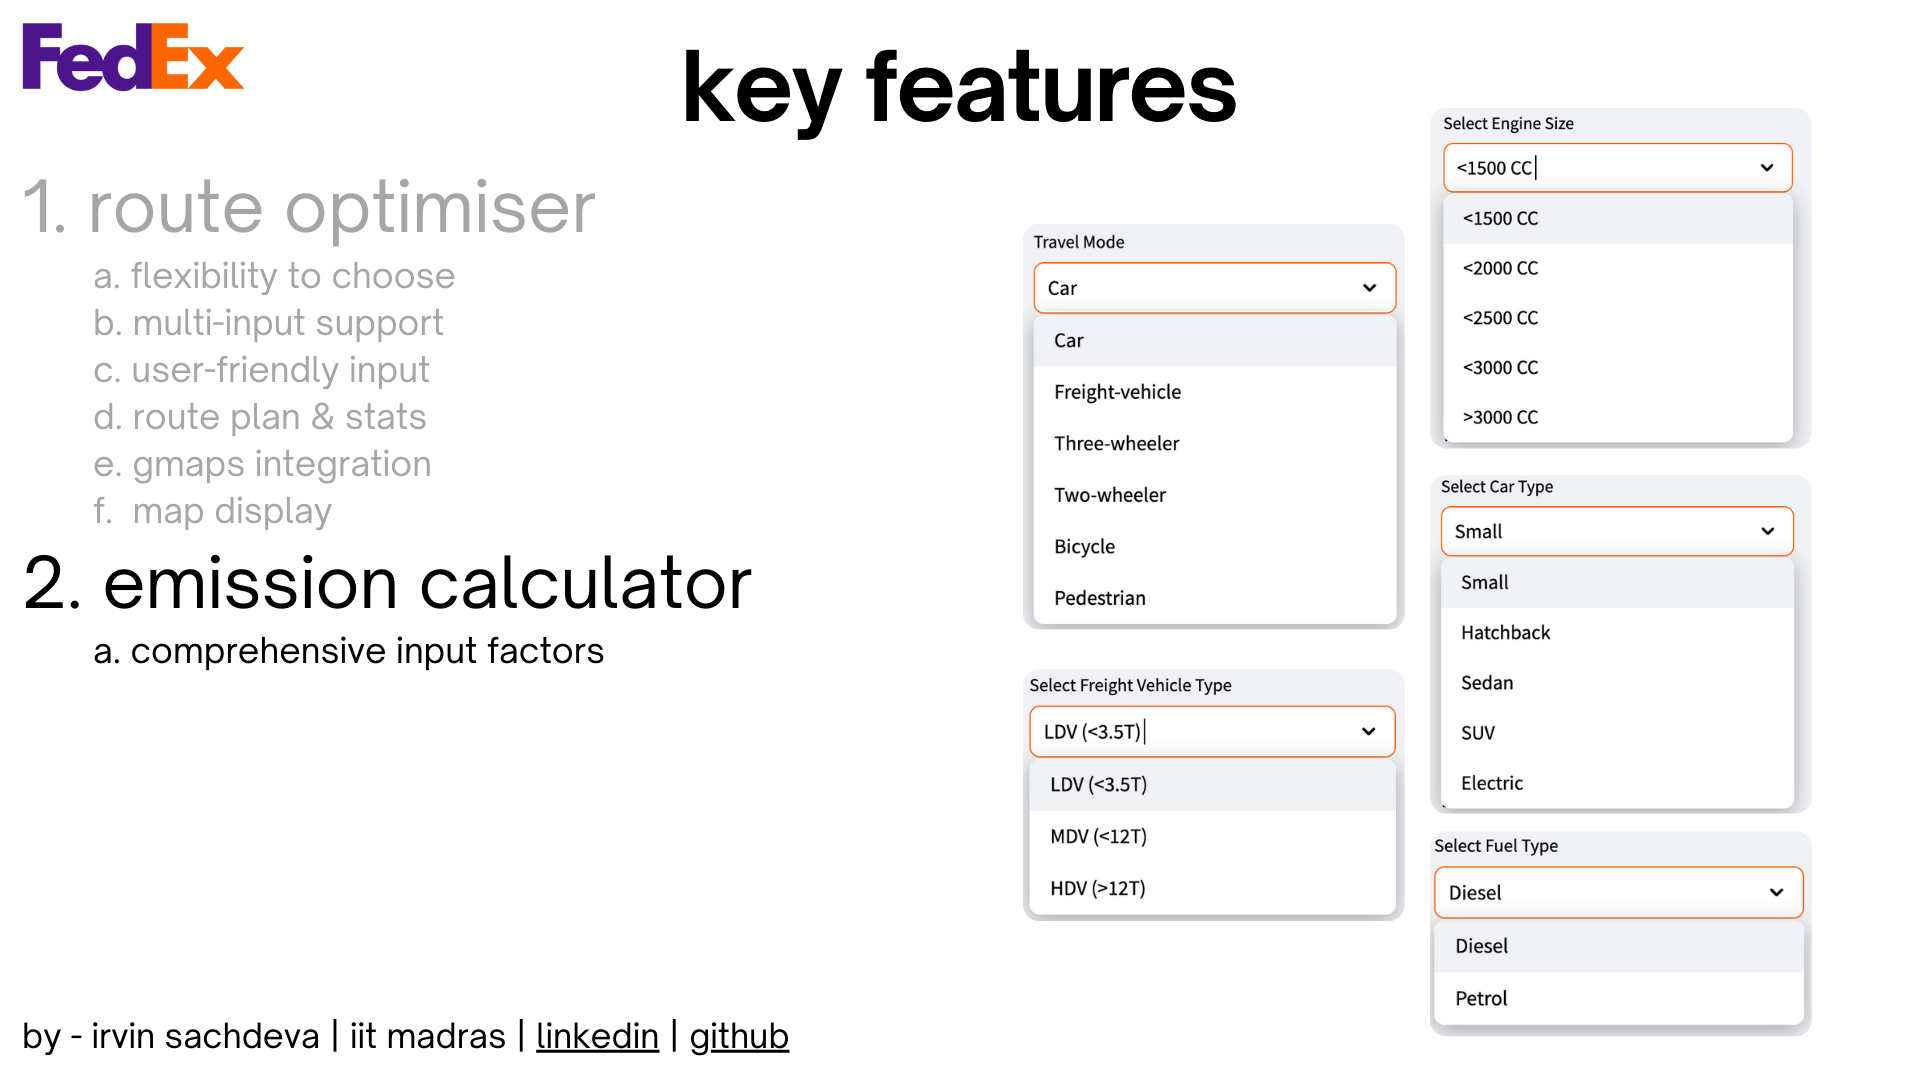 FedEx
key features
1. route optimiser
a. flexibility to choose
b. multi-input support
c. user-friendly input
d. route plan & stats
e. gmaps integration
f. map display
2. emission calculator
a. comprehensive input factors
Travel Mode
Car
Car
Freight-vehicle
Three-wheeler
Two-wheeler
Bicycle
Pedestrian
Select Freight Vehicle Type
LDV (<3.5T)
LDV (<3.5T)
MDV (<12T)
HDV (>12T)
Select Engine Size
<1500 CC
<1500 CC
<2000 CC
<2500 CC
<3000 CC
>3000 CC
Select Car Type
Small
Small
Hatchback
Sedan
SUV
Electric
Select Fuel Type
Diesel
Diesel
Petrol
by - irvin sachdeva | iit madras | linkedin | github